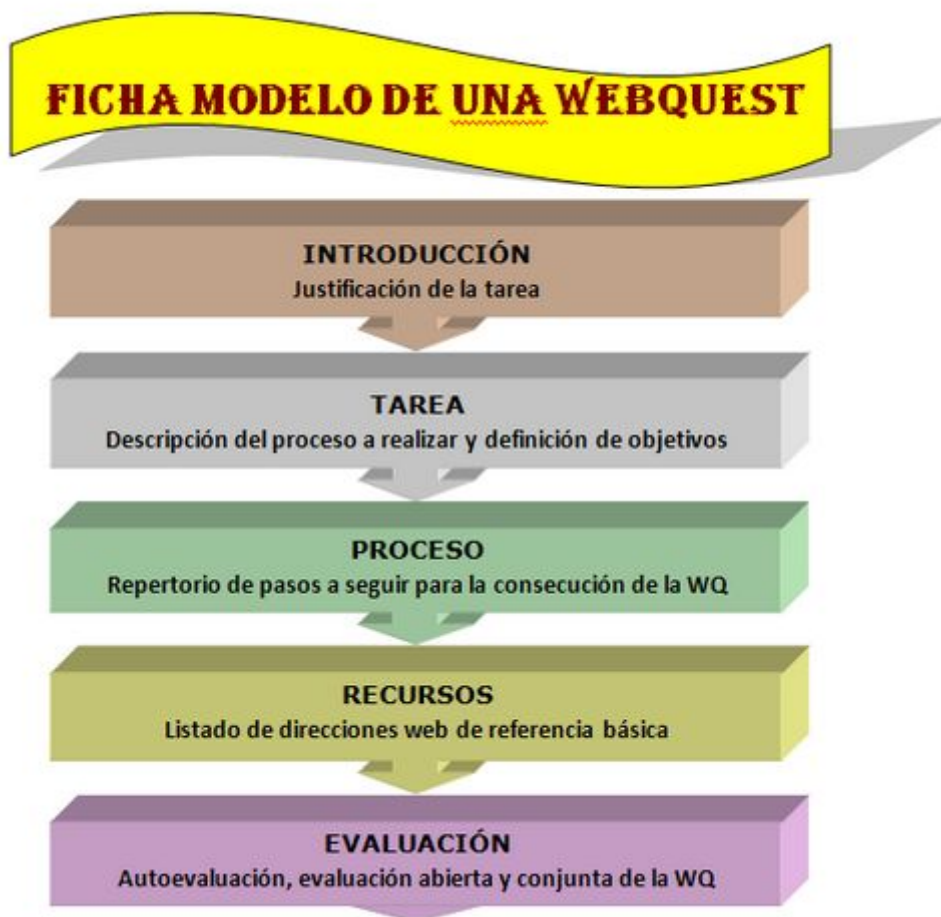 FICHA MODELO DE UNA WEBQUEST
INTRODUCCIÓN
Justificación de la tarea
TAREA
Descripción del proceso a realizar y definición de objetivos
PROCESO
Repertorio de pasos a seguir para la consecución de la WQ
RECURSOS
Listado de direcciones web de referencia básica
EVALUACIÓN
Autoevaluación, evaluación abierta y conjunta de la WQ